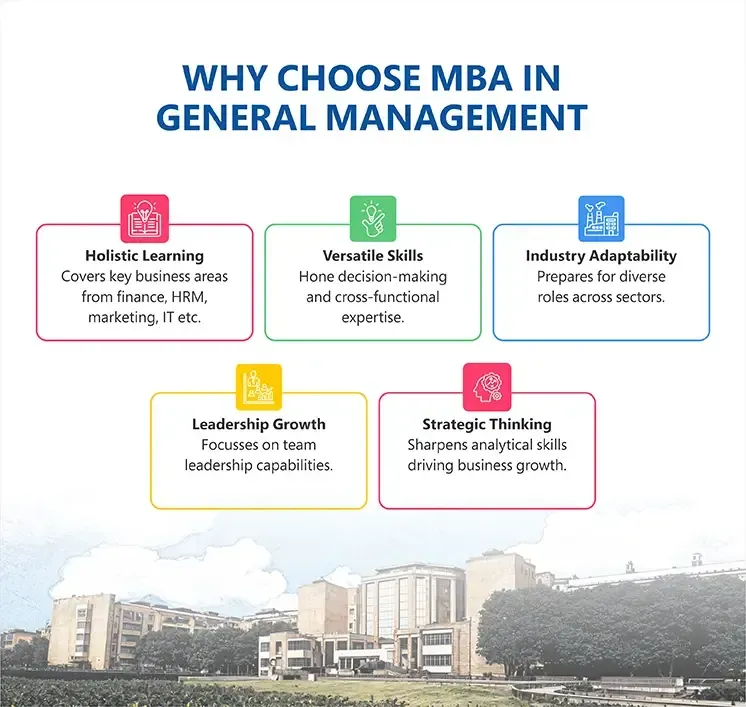 WHY CHOOSE MBA IN
GENERAL MANAGEMENT
Holistic Learning
Covers key business areas
from finance, HRM,
marketing, IT etc.
Versatile Skills
Hone decision-making
and cross-functional
expertise.
Industry Adaptability
Prepares for diverse
roles across sectors.
Leadership Growth
Focusses on team
leadership capabilities.
Strategic Thinking
Sharpens analytical skills
driving business growth.